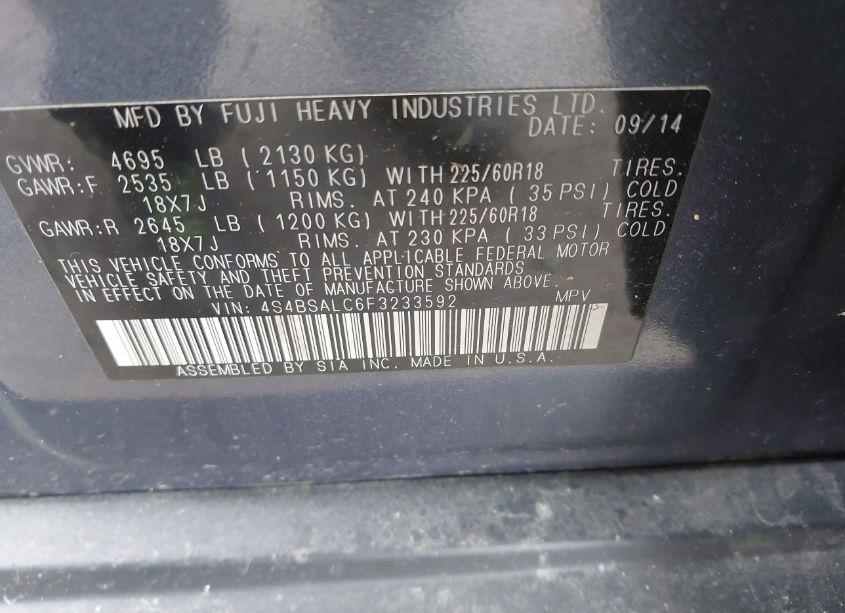 MFD BY FUJI HEAVY INDUSTRIES LTD.
DATE: 09/14
GVWR: 4695 LB (2130 KG)
GAWR:F 2535 LB (1150 KG) WITH 225/60R18 TIRES.
18X7J RIMS. AT 240 KPA (35 PSI) COLD
GAWR:R 2645 LB (1200 KG) WITH 225/60R18 TIRES.
18X7J RIMS. AT 230 KPA (33 PSI) COLD
THIS VEHICLE CONFORMS TO ALL APPLICABLE FEDERAL MOTOR
VEHICLE SAFETY AND THEFT PREVENTION STANDARDS
IN EFFECT ON THE DATE OF MANUFACTURE SHOWN ABOVE.
VIN: 4S4BSALC6F3233592 MPV
ASSEMBLED BY SIA INC. MADE IN U.S.A.